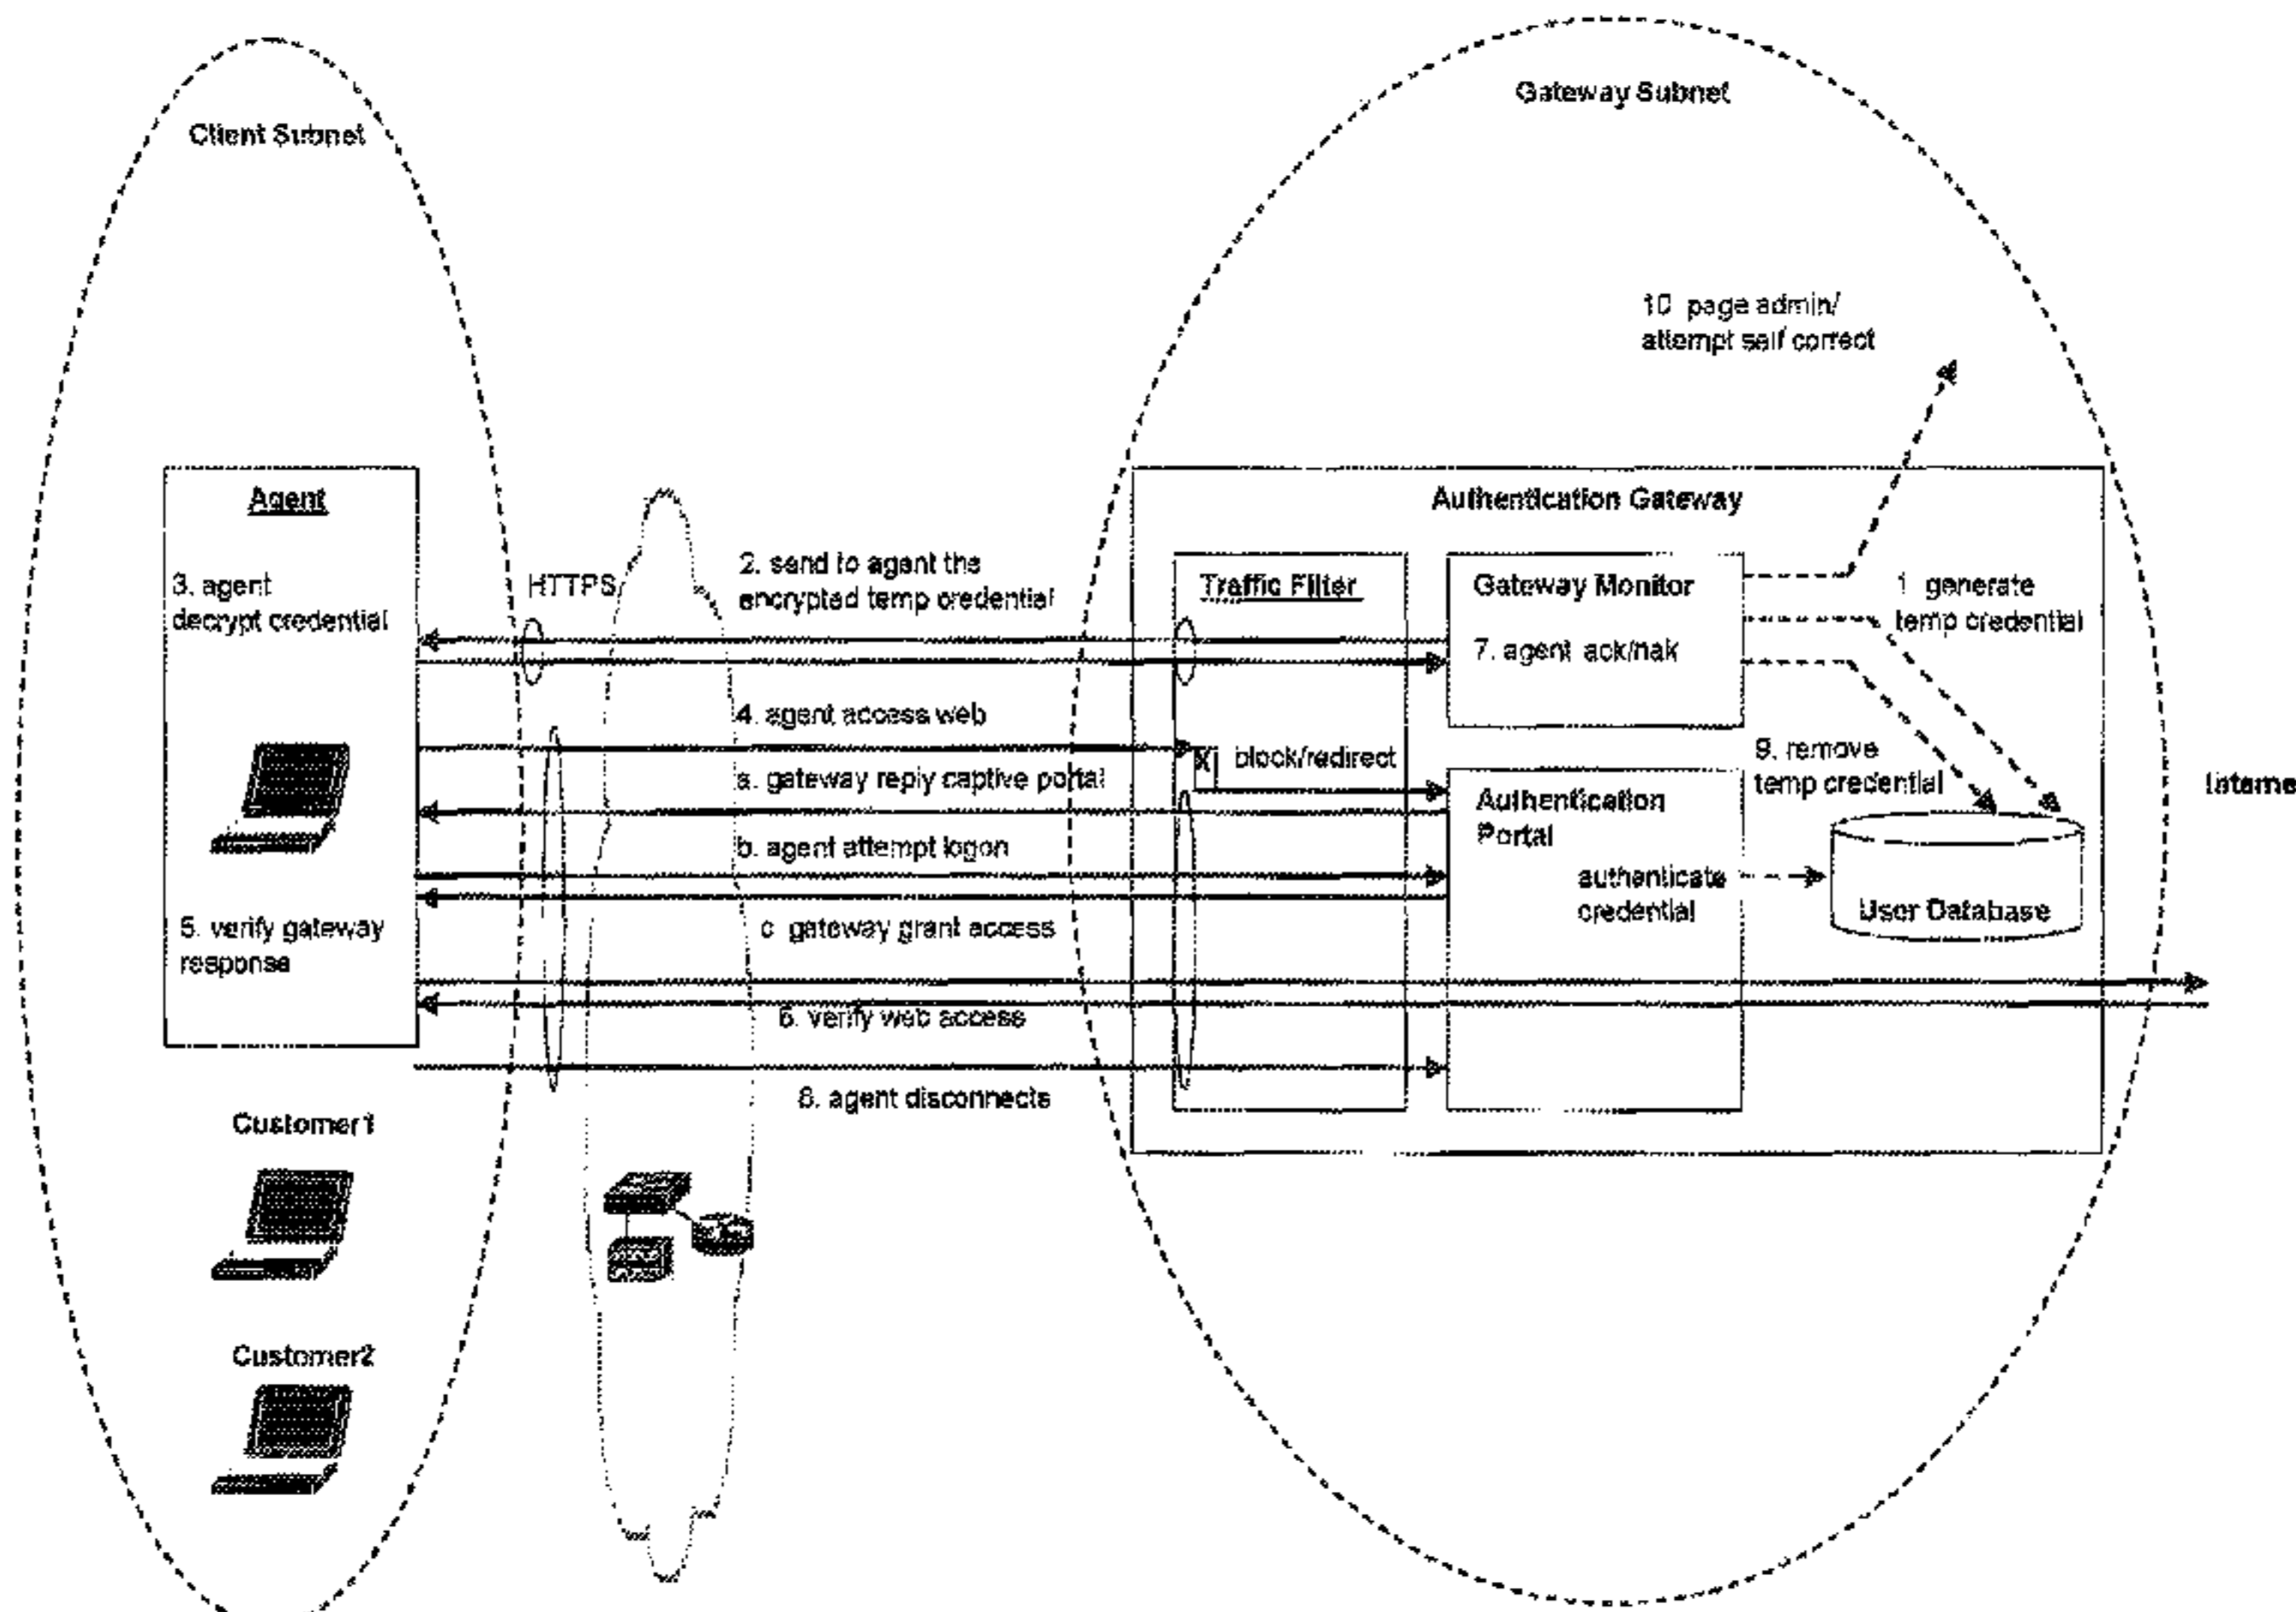 Client Subnet
Gateway Subnet
10 page admin/
attempt self correct
Agent
Authentication Gateway
3. agent
decrypt credential
HTTPS
2. send to agent the
encrypted temp credential
Traffic Filter
Gateway Monitor
7. agent ack/nak
1 generate
temp credential
4. agent access web
block/redirect
X
a. gateway reply captive portal
9. remove
temp credential
Interne
Authentication
Portal
b. agent attempt logon
authenticate
credential
User Database
5. verify gateway
response
c gateway grant access
6. verify web access
8. agent disconnects
Customer1
Customer2